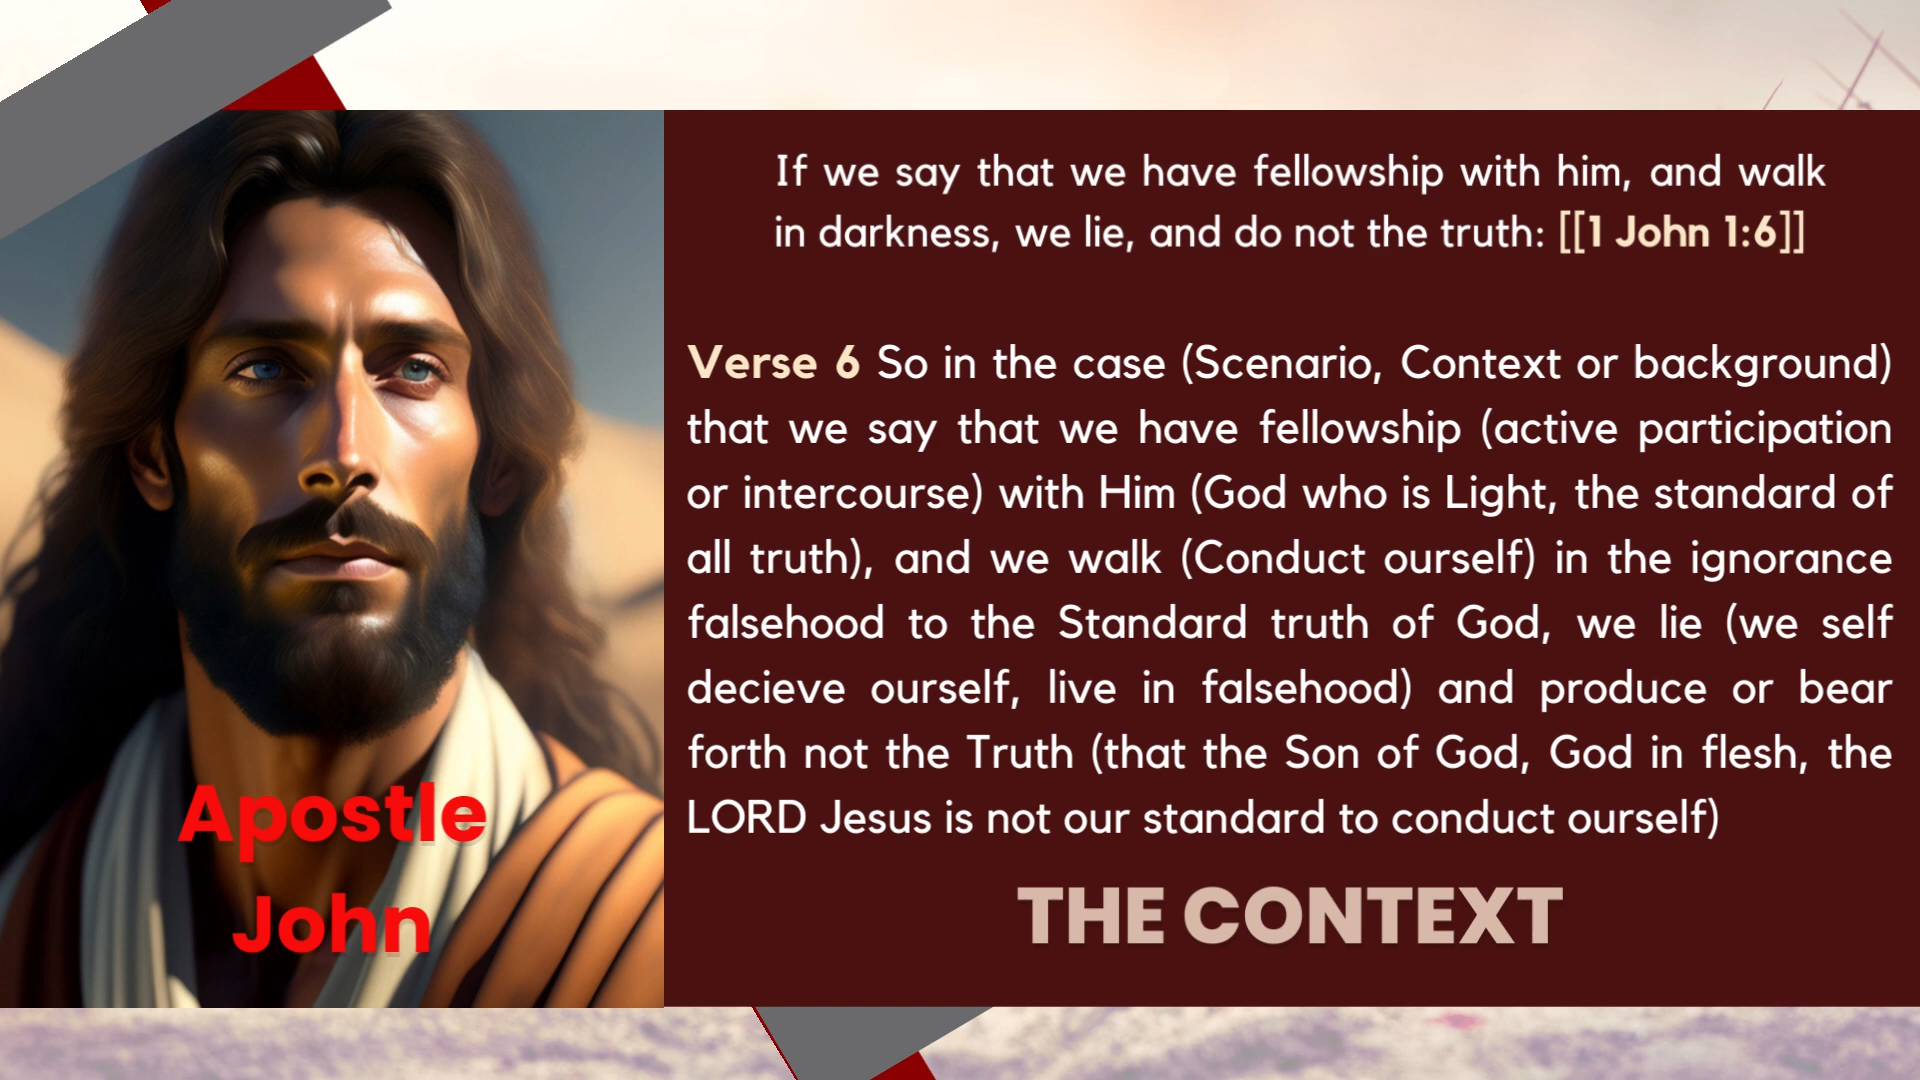 If we say that we have fellowship with him, and walk
in darkness, we lie, and do not the truth: [[1 John 1:6]]
Verse 6 So in the case (Scenario, Context or background)
that we say that we have fellowship (active participation
or intercourse) with Him (God who is Light, the standard of
all truth), and we walk (Conduct ourself) in the ignorance
falsehood to the Standard truth of God, we lie (we self
decieve ourself, live in falsehood) and produce or bear
forth not the Truth (that the Son of God, God in flesh, the
LORD Jesus is not our standard to conduct ourself)
THE CONTEXT
Apostle
John